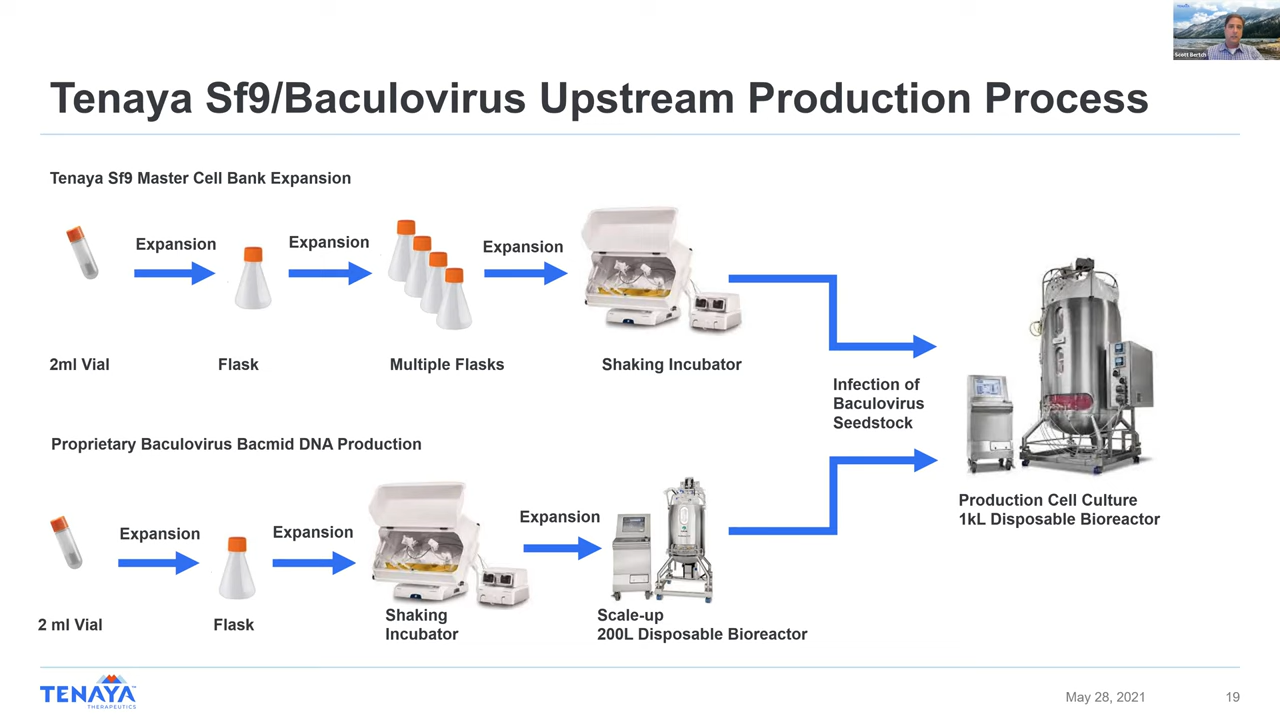 Scott Bertch
Tenaya Sf9/Baculovirus Upstream Production Process
Tenaya Sf9 Master Cell Bank Expansion
Expansion
Expansion
Expansion
2ml Vial
Flask
Multiple Flasks
Shaking Incubator
Infection of
Baculovirus
Seedstock
Proprietary Baculovirus Bacmid DNA Production
Expansion
Expansion
Expansion
2 ml Vial
Flask
Shaking
Incubator
Scale-up
200L Disposable Bioreactor
Production Cell Culture
1kL Disposable Bioreactor
TENAYA
THERAPEUTICS
May 28, 2021
19